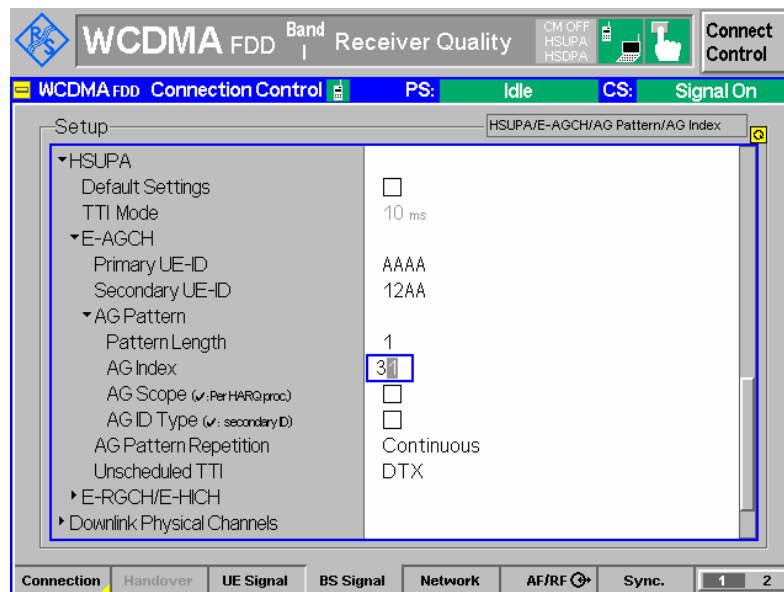 R&S WCDMA FDD Band I Receiver Quality CM OFF HSUPA HSDPA Connect Control
WCDMA FDD Connection Control PS: Idle CS: Signal On
Setup HSUPA/E-AGCH/AG Pattern/AG Index
HSUPA
Default Settings
TTI Mode 10 ms
E-AGCH
Primary UE-ID AAAA
Secondary UE-ID 12AA
AG Pattern
Pattern Length 1
AG Index 31
AG Scope (✓:Per HARQ proc.)
AG ID Type (✓: secondary ID)
AG Pattern Repetition Continuous
Unscheduled TTI DTX
E-RGCH/E-HICH
Downlink Physical Channels
Connection Handover UE Signal BS Signal Network AF/RF Sync. 1 2